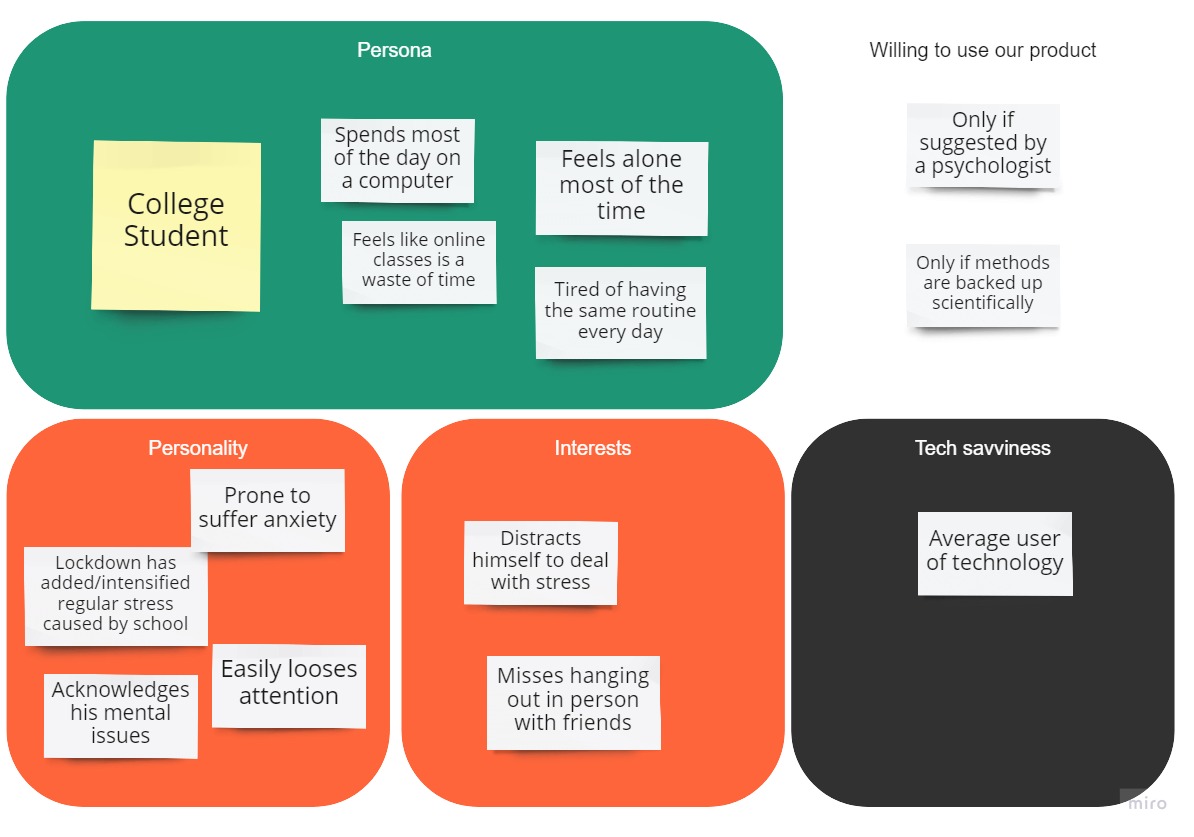 Persona
College
Student
Spends most
of the day on
a computer
Feels like online
classes is a
waste of time
Feels alone
most of the
time
Tired of having
the same routine
every day
Willing to use our product
Only if
suggested by
a psychologist
Only if methods
are backed up
scientifically
Personality
Prone to
suffer anxiety
Lockdown has
added/intensified
regular stress
caused by school
Easily looses
attention
Acknowledges
his mental
issues
Interests
Distracts
himself to deal
with stress
Misses hanging
out in person
with friends
Tech savviness
Average user
of technology
miro